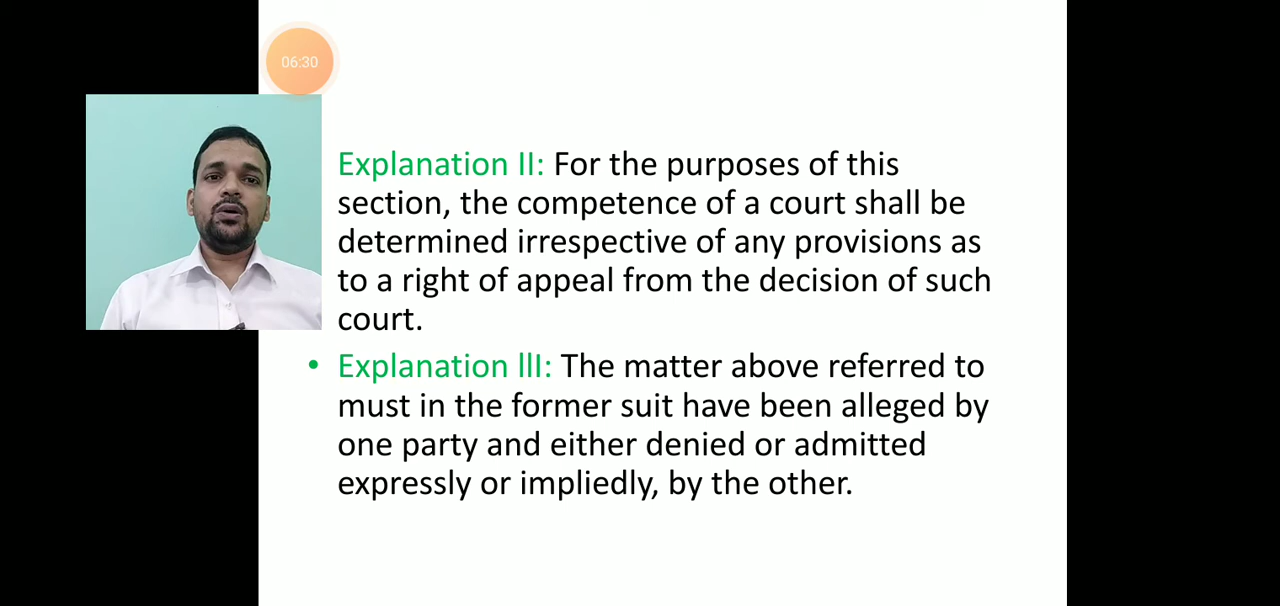 06:30
Explanation II: For the purposes of this
section, the competence of a court shall be
determined irrespective of any provisions as
to a right of appeal from the decision of such
court.
• Explanation llI: The matter above referred to
must in the former suit have been alleged by
one party and either denied or admitted
expressly or impliedly, by the other.